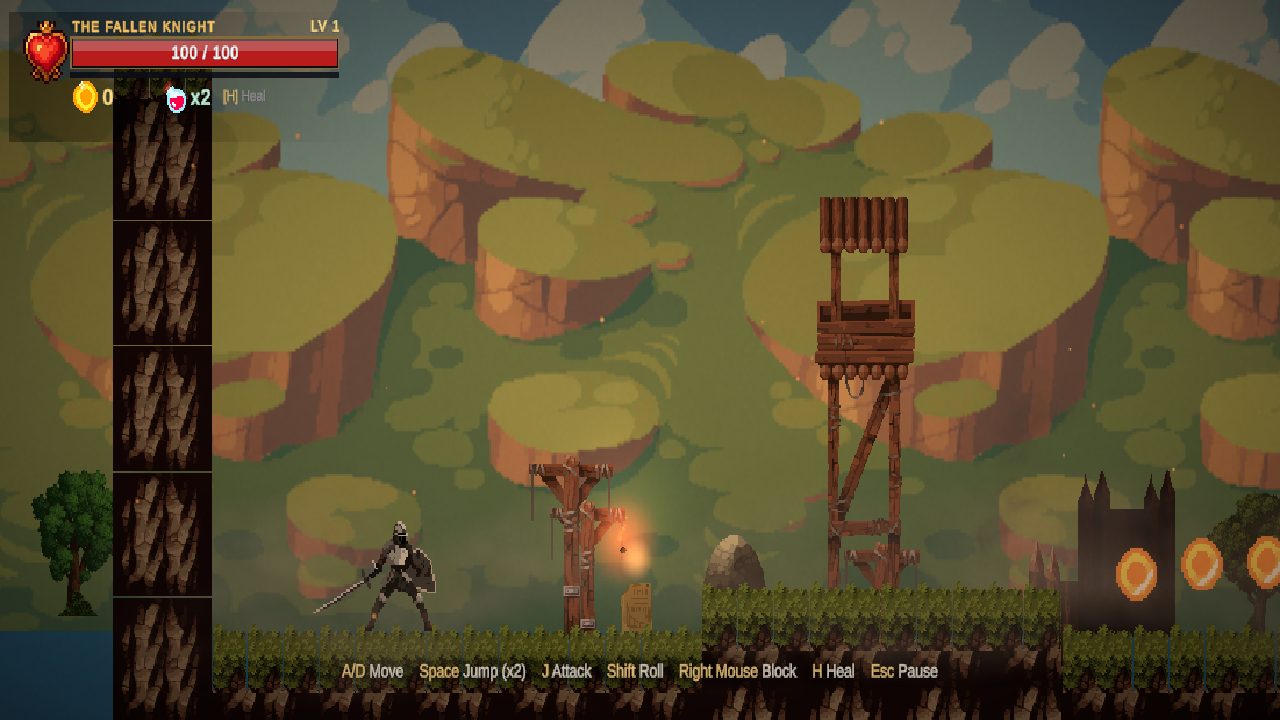 THE FALLEN KNIGHT LV 1
100 / 100
0 x2 [H] Heal
A/D Move Space Jump (x2) J Attack Shift Roll Right Mouse Block H Heal Esc Pause